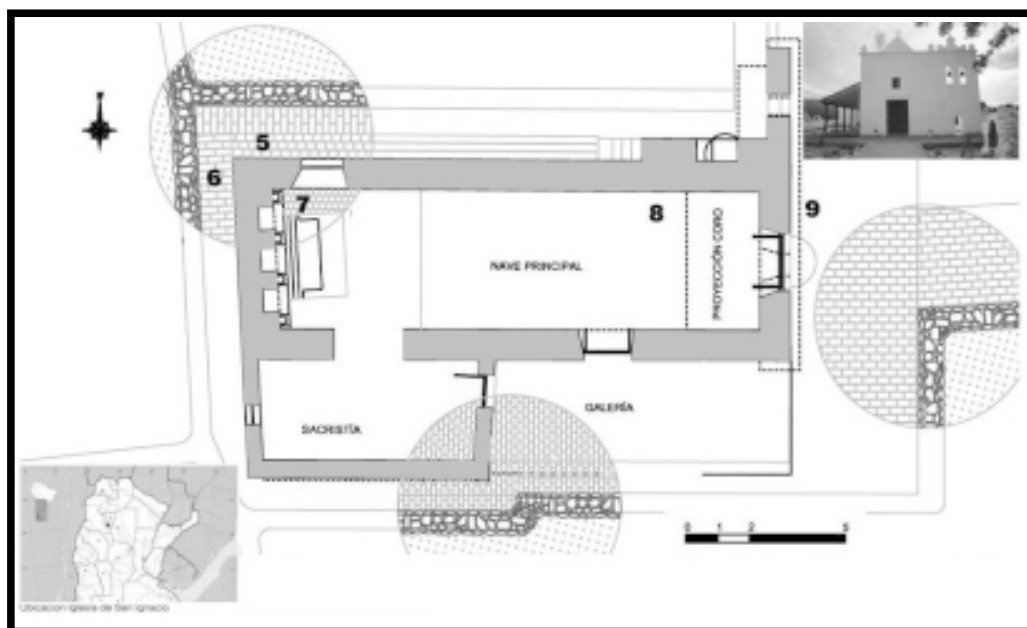 5
6
7
8
9
NAVE PRINCIPAL
PROYECCIÓN CORO
SACRISTÍA
GALERÍA
0 1 2 5
Ubicacion iglesia de San Ignacio